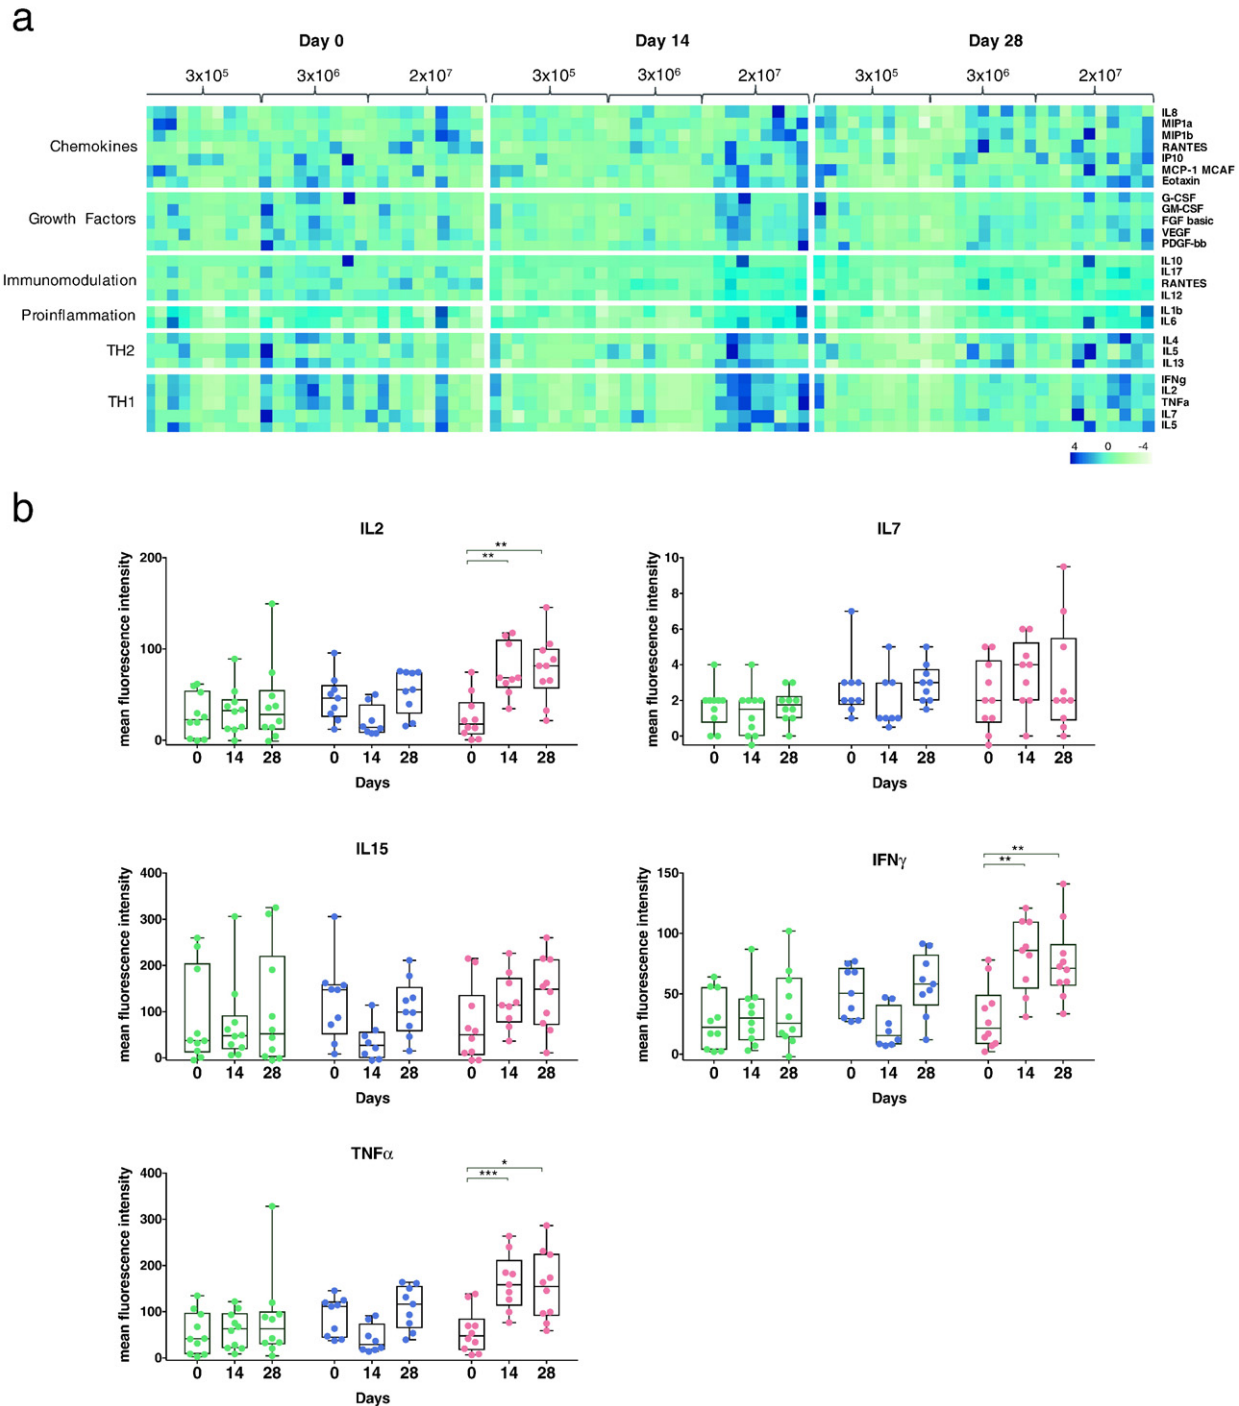 a
Day 0 Day 14 Day 28
3x10⁵ 3x10⁶ 2x10⁷ 3x10⁵ 3x10⁶ 2x10⁷ 3x10⁵ 3x10⁶ 2x10⁷
Chemokines
IL8
MIP1a
MIP1b
RANTES
IP10
MCP-1 MCAF
Eotaxin
Growth Factors
G-CSF
GM-CSF
FGF basic
VEGF
PDGF-bb
Immunomodulation
IL10
IL17
RANTES
IL12
Proinflammation
IL1b
IL6
TH2
IL4
IL5
IL13
TH1
IFNg
IL2
TNFa
IL7
IL5
4 0 -4
b
IL2
mean fluorescence intensity
200
100
0
** 
**
0 14 28 0 14 28 0 14 28
Days
IL7
mean fluorescence intensity
10
8
6
4
2
0
0 14 28 0 14 28 0 14 28
Days
IL15
mean fluorescence intensity
400
300
200
100
0
0 14 28 0 14 28 0 14 28
Days
IFNγ
mean fluorescence intensity
150
100
50
0
**
**
0 14 28 0 14 28 0 14 28
Days
TNFα
mean fluorescence intensity
400
300
200
100
0
*
***
0 14 28 0 14 28 0 14 28
Days